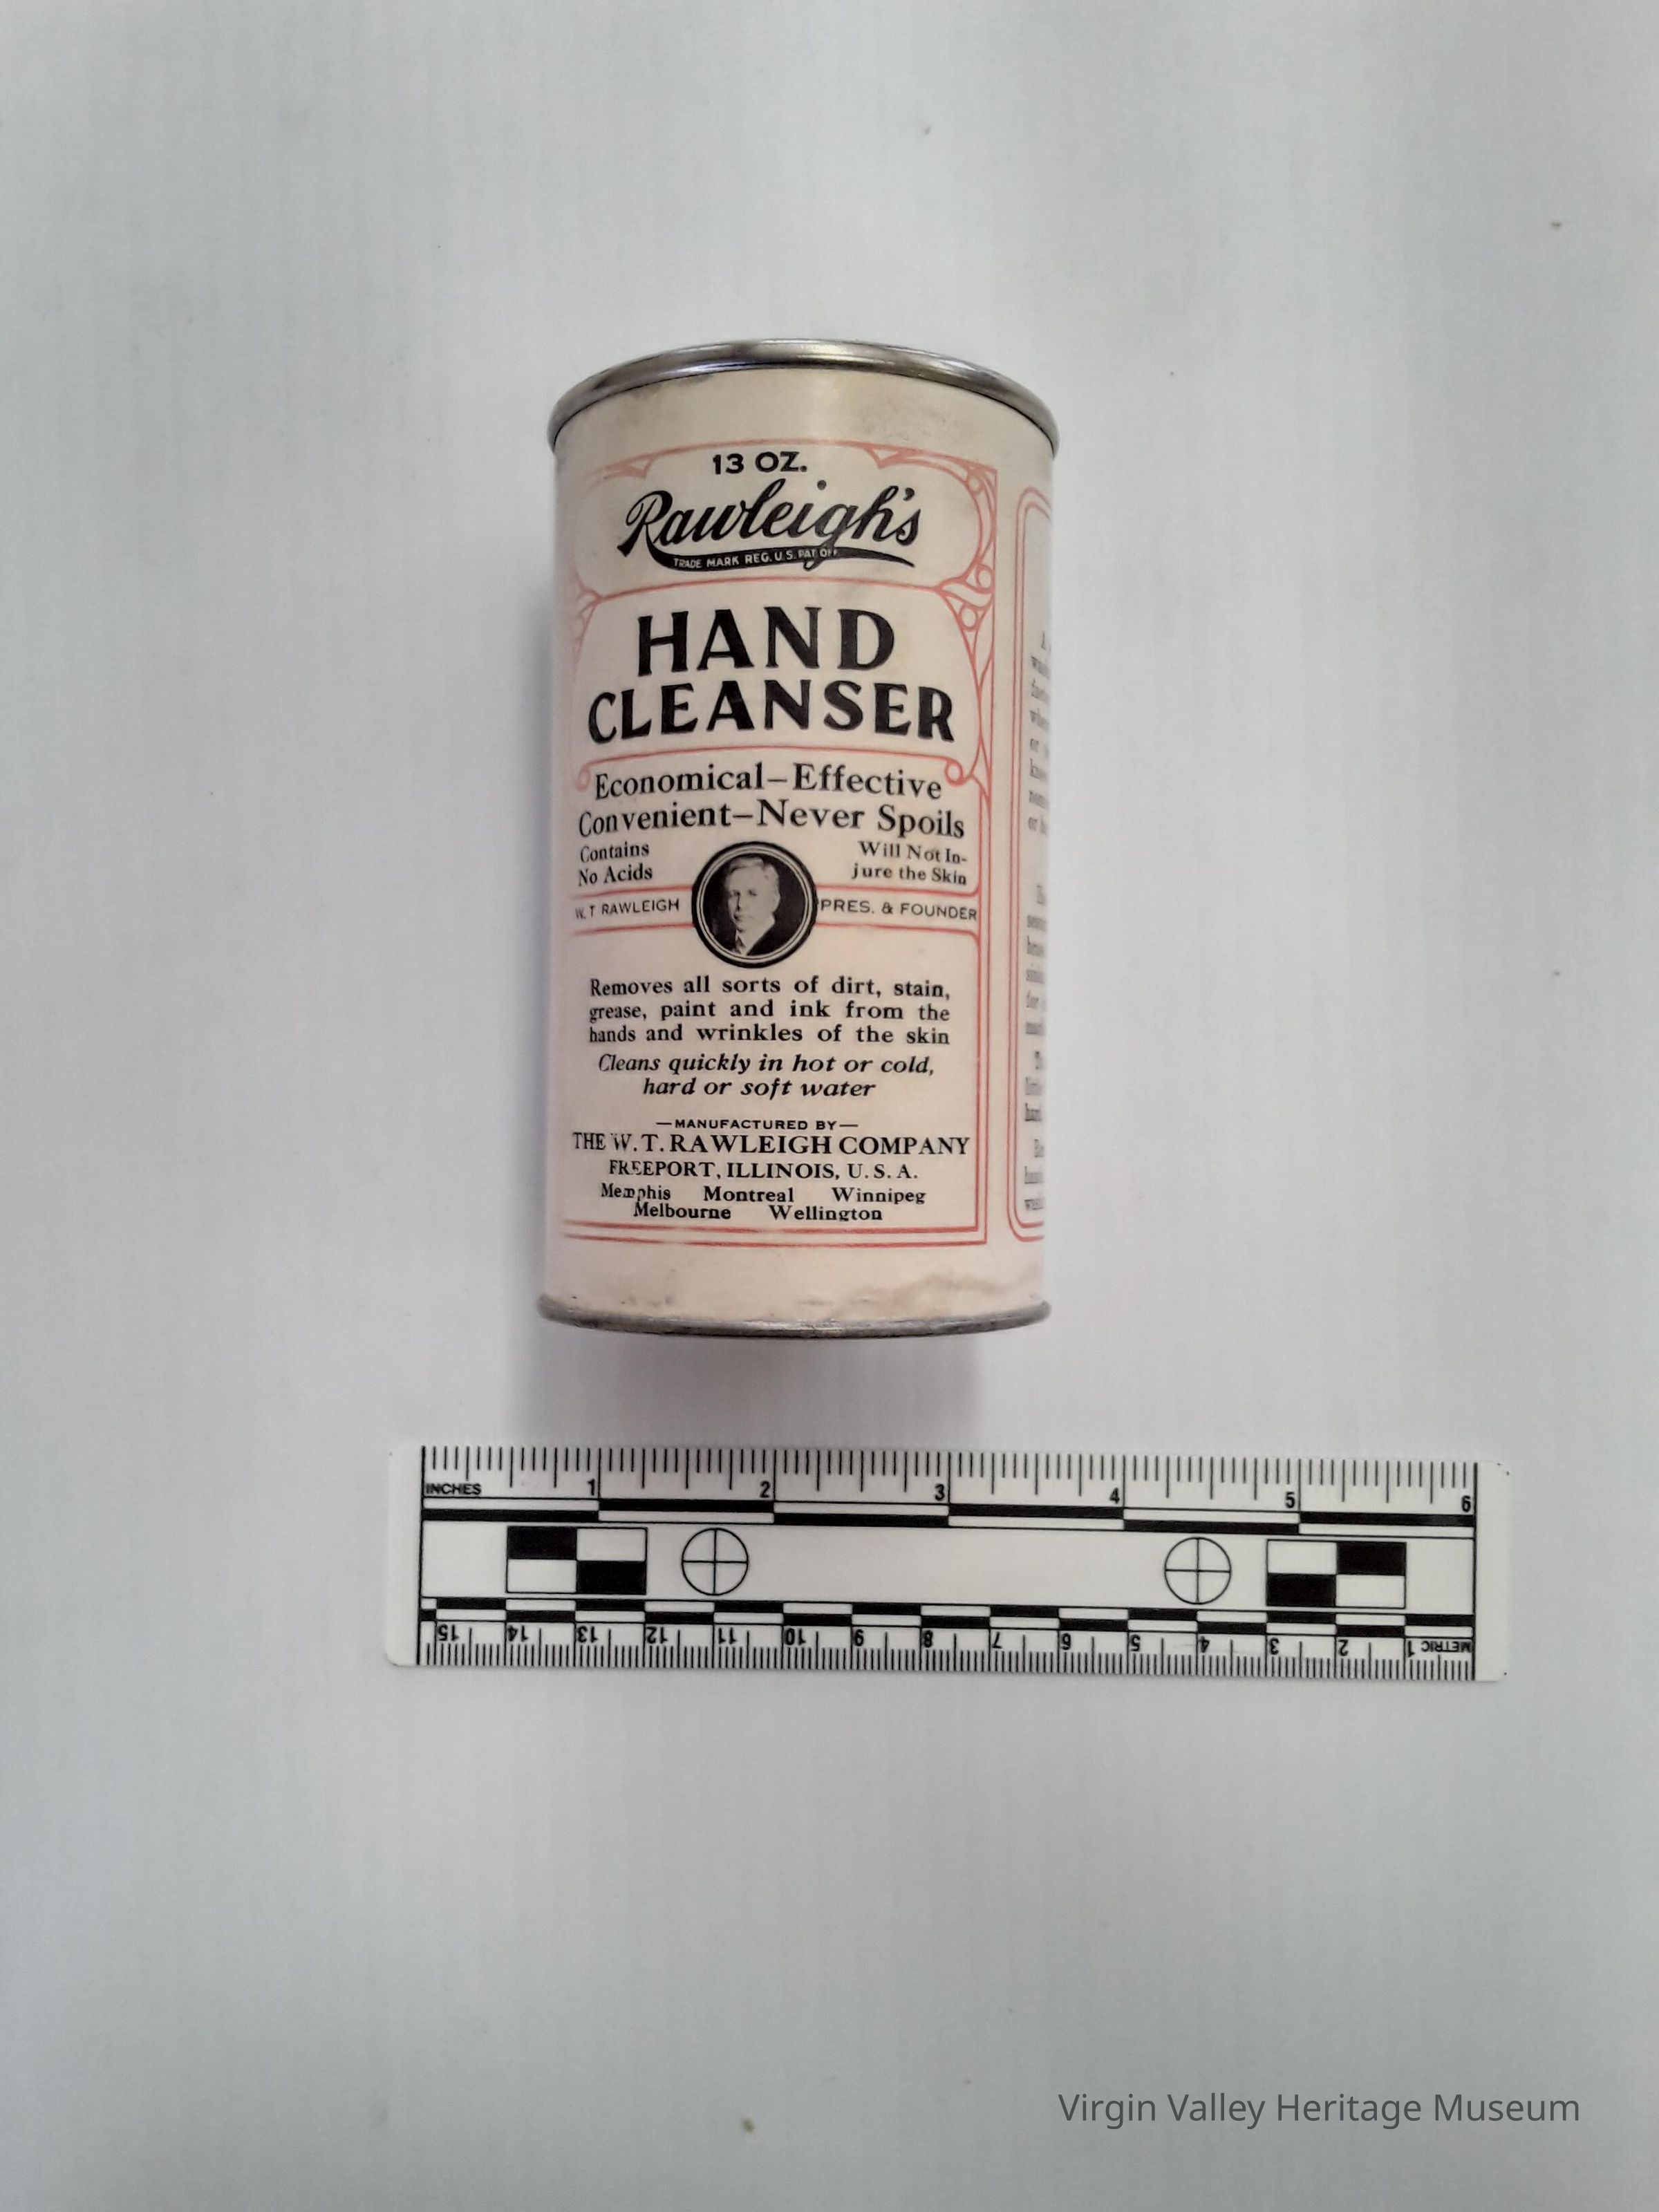 13 OZ.
Rawleigh's
TRADE MARK REG. U.S. PAT. OFF.
HAND
CLEANSER
Economical–Effective
Convenient–Never Spoils
Contains
No Acids
Will Not In-
jure the Skin
W. T. RAWLEIGH PRES. & FOUNDER
Removes all sorts of dirt, stain,
grease, paint and ink from the
hands and wrinkles of the skin
Cleans quickly in hot or cold,
hard or soft water
—MANUFACTURED BY—
THE W. T. RAWLEIGH COMPANY
FREEPORT, ILLINOIS, U. S. A.
Memphis Montreal Winnipeg
Melbourne Wellington
INCHES 1 2 3 4 5 6
15 14 13 12 11 10 9 8 7 6 5 4 3 2 1 METRIC
Virgin Valley Heritage Museum